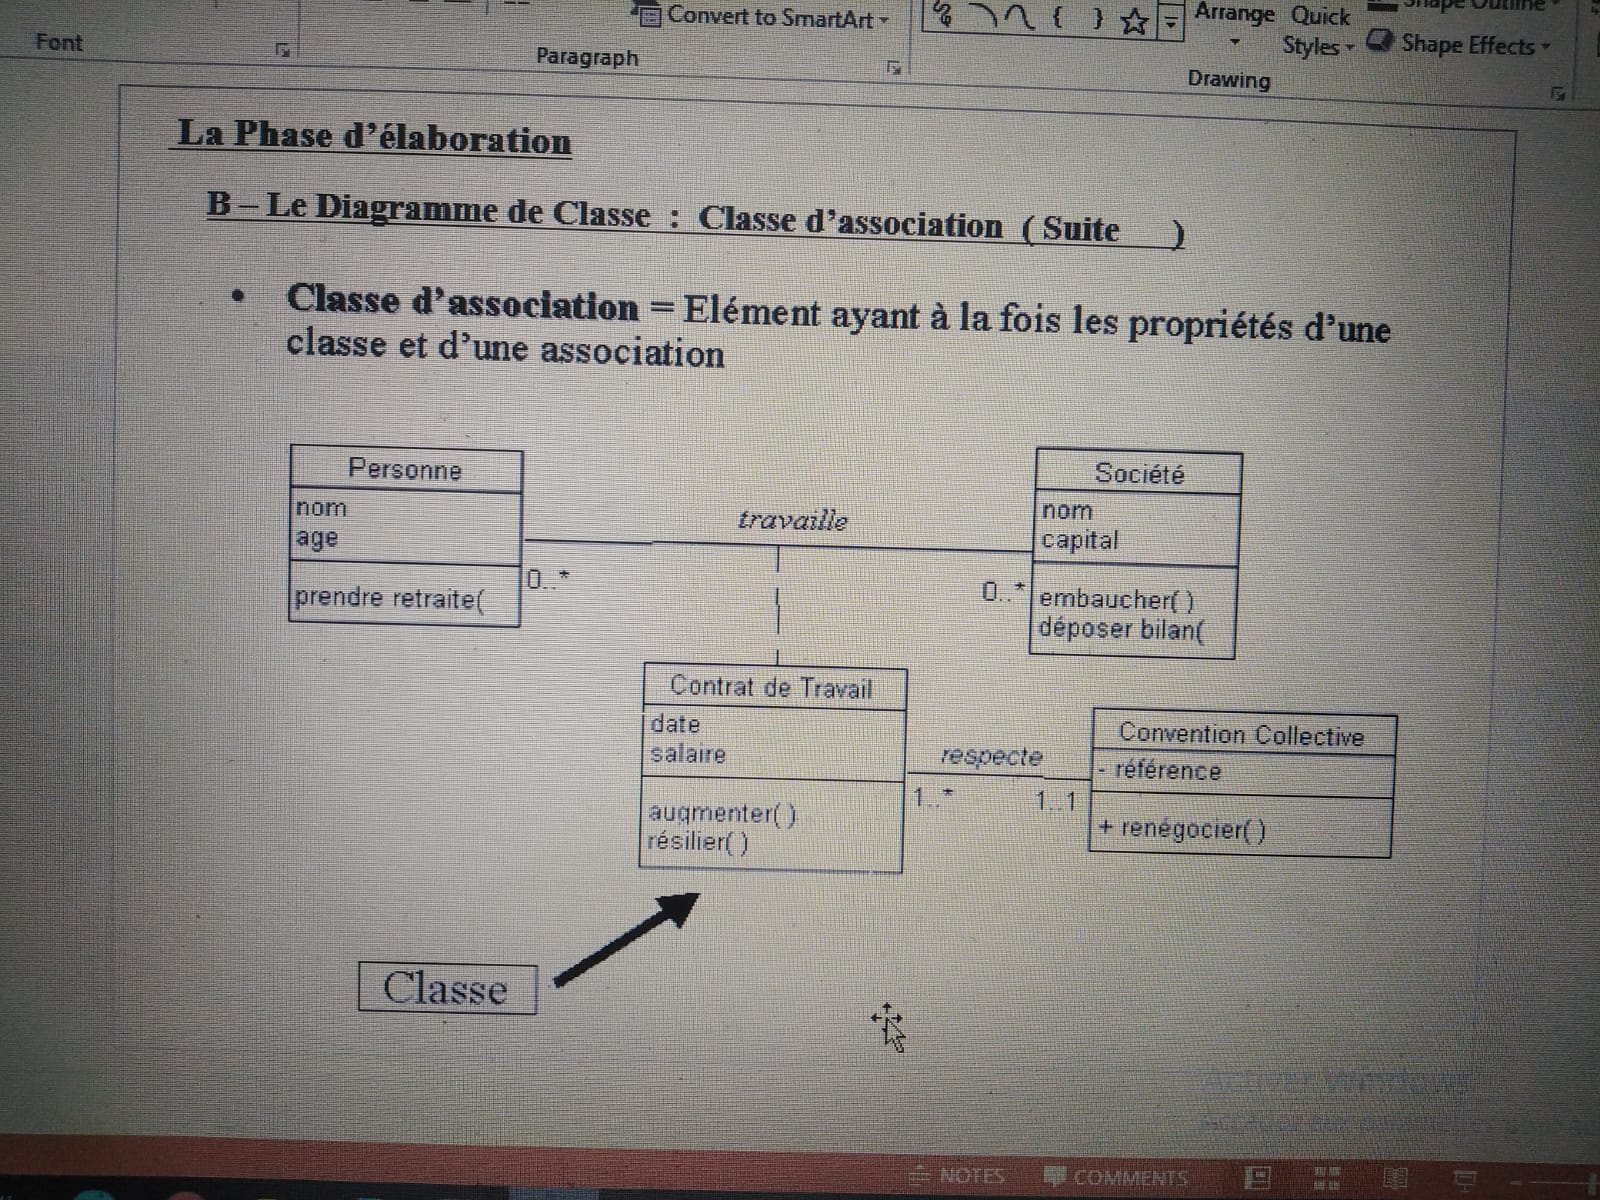 Convert to SmartArt
Arrange
Quick
Styles
Shape Outline
Shape Effects
Font
Paragraph
Drawing
La Phase d'élaboration
B – Le Diagramme de Classe : Classe d'association ( Suite )
• Classe d'association = Elément ayant à la fois les propriétés d'une
classe et d'une association
Personne
nom
age
prendre retraite(
travaille
0..*
0..*
Société
nom
capital
embaucher( )
déposer bilan(
Contrat de Travail
date
salaire
augmenter( )
résilier( )
respecte
1..*
1..1
Convention Collective
- référence
+ renégocier( )
Classe
NOTES
COMMENTS